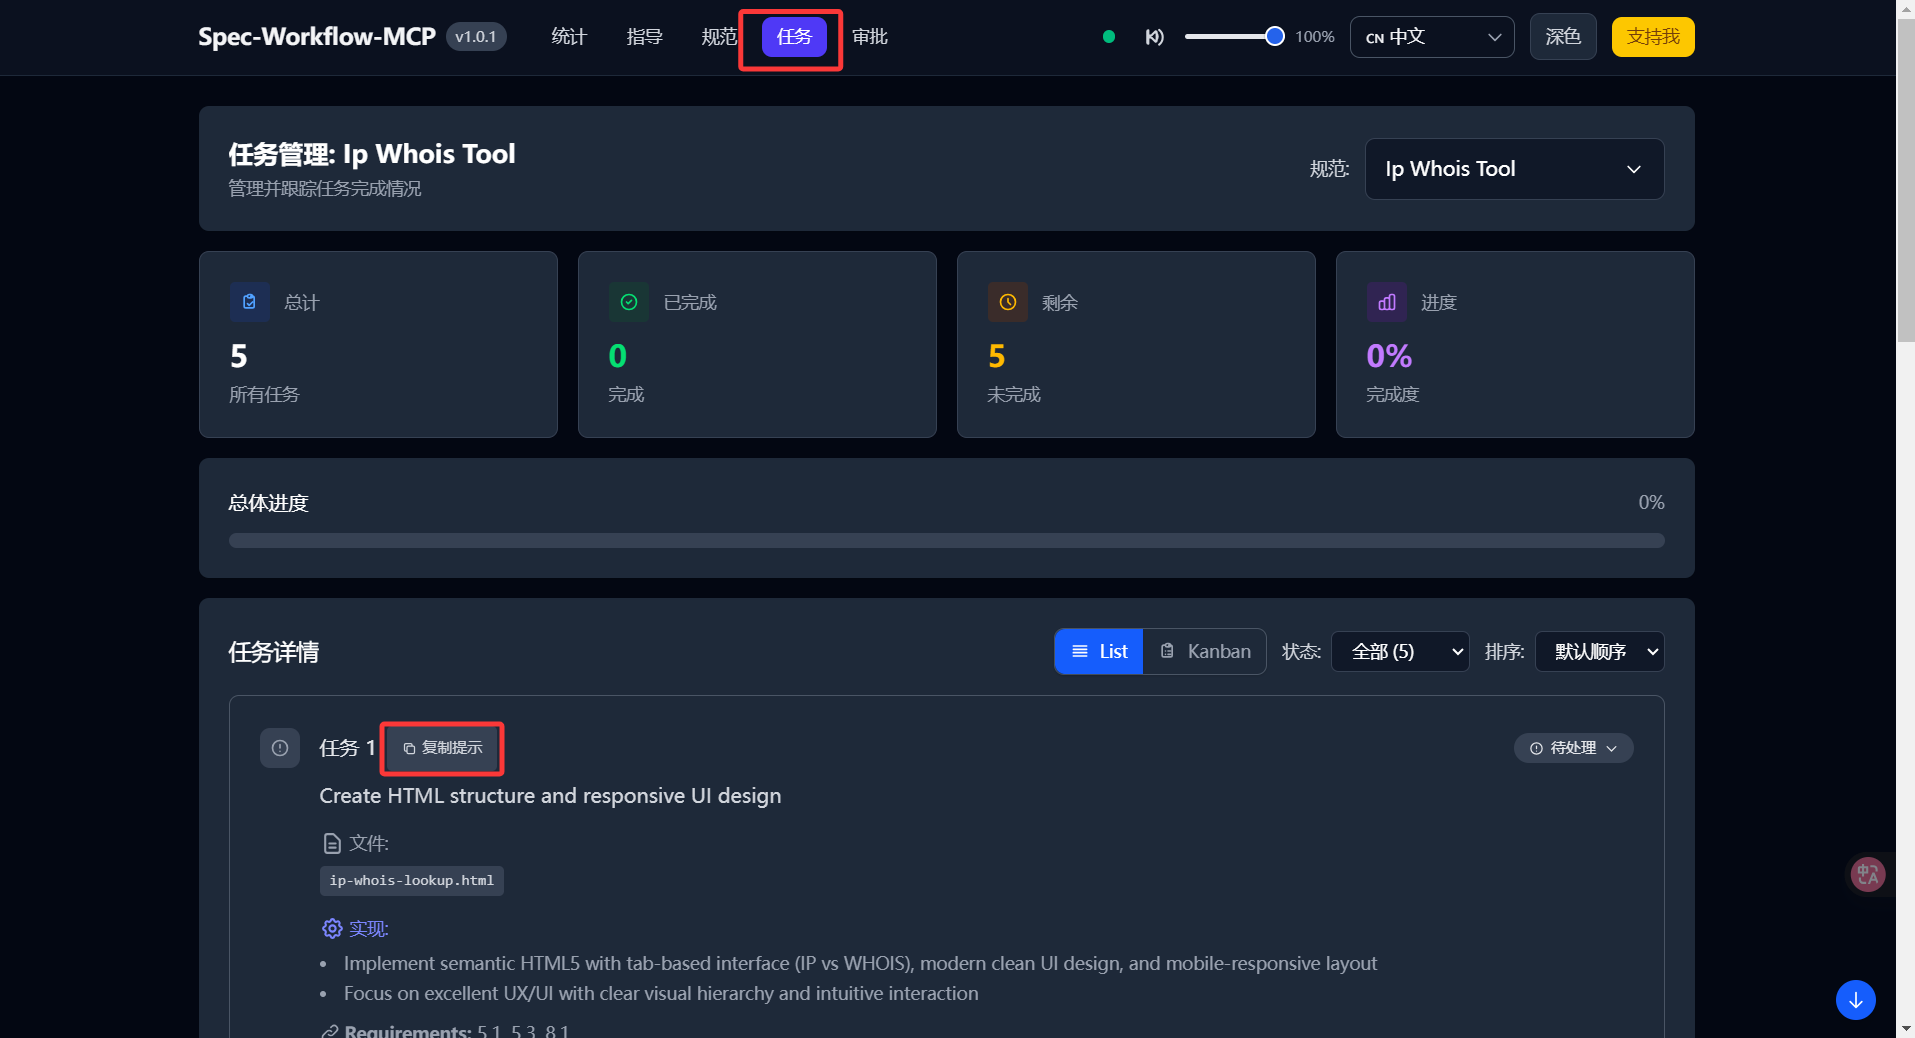 Spec-Workflow-MCP v1.0.1 统计 指导 规范 任务 审批 100% CN 中文 深色 支持我
任务管理: Ip Whois Tool
管理并跟踪任务完成情况
规范: Ip Whois Tool
总计
5
所有任务
已完成
0
完成
剩余
5
未完成
进度
0%
完成度
总体进度 0%
任务详情 List Kanban 状态: 全部 (5) 排序: 默认顺序
任务 1 复制提示 待处理
Create HTML structure and responsive UI design
文件:
ip-whois-lookup.html
实现:
• Implement semantic HTML5 with tab-based interface (IP vs WHOIS), modern clean UI design, and mobile-responsive layout
• Focus on excellent UX/UI with clear visual hierarchy and intuitive interaction
Requirements: 5.1, 5.3, 8.1
中A